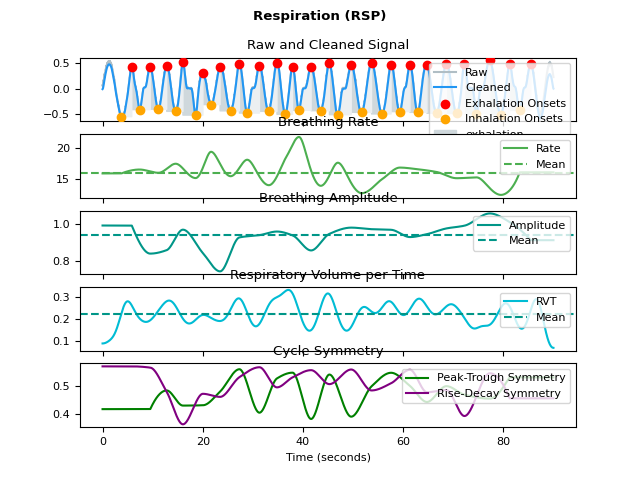 Respiration (RSP)
Raw and Cleaned Signal
0.5
0.0
−0.5
Raw
Cleaned
Exhalation Onsets
Inhalation Onsets
exhalation
Breathing Rate
20
15
Rate
Mean
Breathing Amplitude
1.0
0.8
Amplitude
Mean
Respiratory Volume per Time
0.3
0.2
0.1
RVT
Mean
Cycle Symmetry
0.5
0.4
Peak-Trough Symmetry
Rise-Decay Symmetry
0 20 40 60 80
Time (seconds)